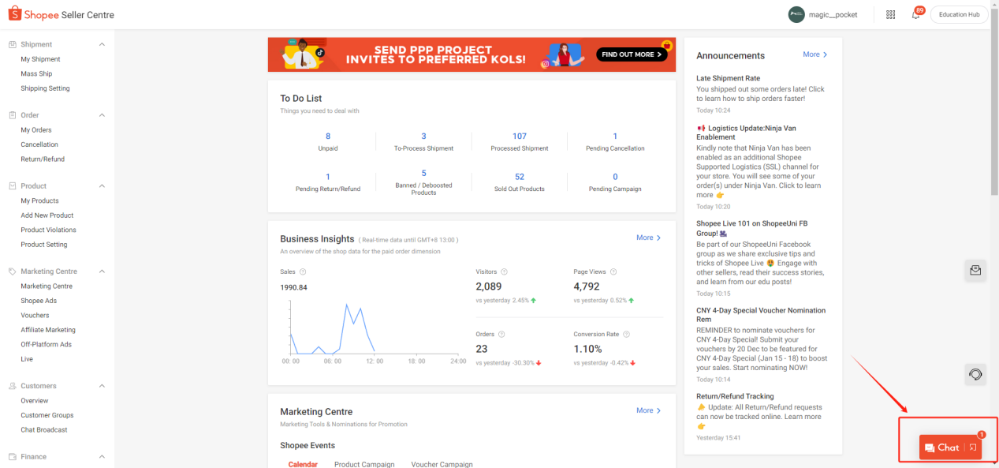 Shopee Seller Centre
magic__pocket
89
Education Hub
Shipment
My Shipment
Mass Ship
Shipping Setting
Order
My Orders
Cancellation
Return/Refund
Product
My Products
Add New Product
Product Violations
Product Setting
Marketing Centre
Marketing Centre
Shopee Ads
Vouchers
Affiliate Marketing
Off-Platform Ads
Live
Customers
Overview
Customer Groups
Chat Broadcast
Finance
SEND PPP PROJECT
INVITES TO PREFERRED KOLS!
FIND OUT MORE >
To Do List
Things you need to deal with
8
Unpaid
3
To-Process Shipment
107
Processed Shipment
1
Pending Cancellation
1
Pending Return/Refund
5
Banned / Deboosted
Products
52
Sold Out Products
0
Pending Campaign
Business Insights ( Real-time data until GMT+8 13:00 )
More >
An overview of the shop data for the paid order dimension
Sales ?
1990.84
00: 00 06: 00 12: 00 18: 00 24:00
Visitors ?
2,089
vs yesterday 2.45%
Page Views ?
4,792
vs yesterday 0.52%
Orders ?
23
vs yesterday -30.30%
Conversion Rate ?
1.10%
vs yesterday -0.42%
Marketing Centre
More >
Marketing Tools & Nominations for Promotion
Shopee Events
Calendar Product Campaign Voucher Campaign
Announcements
More >
Late Shipment Rate
You shipped out some orders late! Click
to learn how to ship orders faster!
Today 10:24
Logistics Update:Ninja Van
Enablement
Kindly note that Ninja Van has been
enabled as an additional Shopee
Supported Logistics (SSL) channel for
your store. You will see some of your
order(s) under Ninja Van. Click to learn
more 👉
Today 10:20
Shopee Live 101 on ShopeeUni FB
Group!
Be part of our ShopeeUni Facebook
group as we share exclusive tips and
tricks of Shopee Live 🤩 Engage with
other sellers, read their success stories,
and learn from our edu posts!
Today 10:15
CNY 4-Day Special Voucher Nomination
Rem
REMINDER to nominate vouchers for
CNY 4-Day Special! Submit your
vouchers by 20 Dec to be featured for
CNY 4-Day Special (Jan 15 - 18) to boost
your sales. Start nominating NOW!
Today 10:14
Return/Refund Tracking
Update: All Return/Refund requests
can now be tracked online. Learn more
👉
Yesterday 15:41
Chat
1